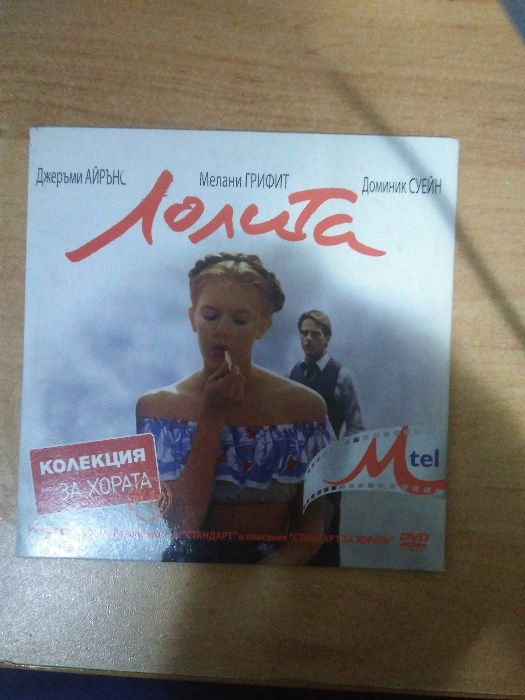 Джеръми АЙРЪНС
Мелани ГРИФИТ
Доминик СУЕЙН
Лолита
КОЛЕКЦИЯ
ЗА ХОРАТА
Mtel
"СТАНДАРТ" и списание "СТАНДАРТ ЗА ХОРАТА"
DVD